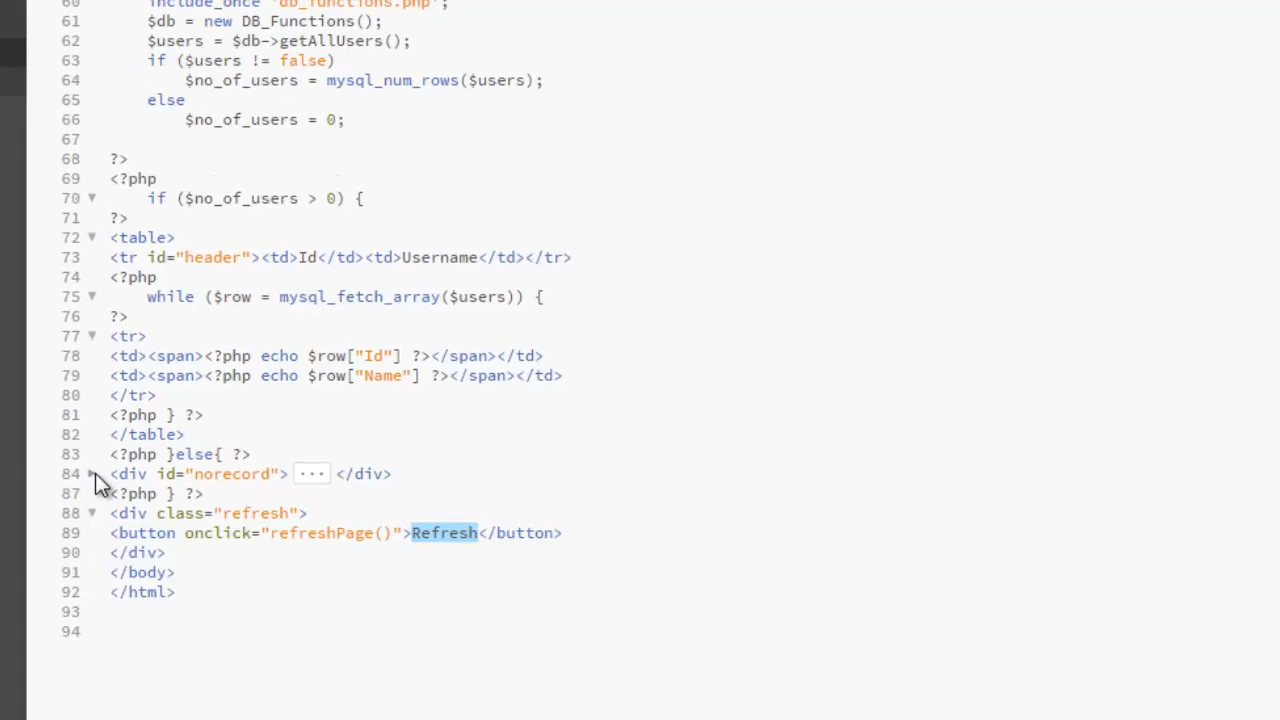 60 include_once 'db_functions.php';
61 $db = new DB_Functions();
62 $users = $db->getAllUsers();
63 if ($users != false)
64 $no_of_users = mysql_num_rows($users);
65 else
66 $no_of_users = 0;
67
68 ?>
69 <?php
70 if ($no_of_users > 0) {
71 ?>
72 <table>
73 <tr id="header"><td>Id</td><td>Username</td></tr>
74 <?php
75 while ($row = mysql_fetch_array($users)) {
76 ?>
77 <tr>
78 <td><span><?php echo $row["Id"] ?></span></td>
79 <td><span><?php echo $row["Name"] ?></span></td>
80 </tr>
81 <?php } ?>
82 </table>
83 <?php }else{ ?>
84 <div id="norecord"> ... </div>
87 <?php } ?>
88 <div class="refresh">
89 <button onclick="refreshPage()">Refresh</button>
90 </div>
91 </body>
92 </html>
93
94